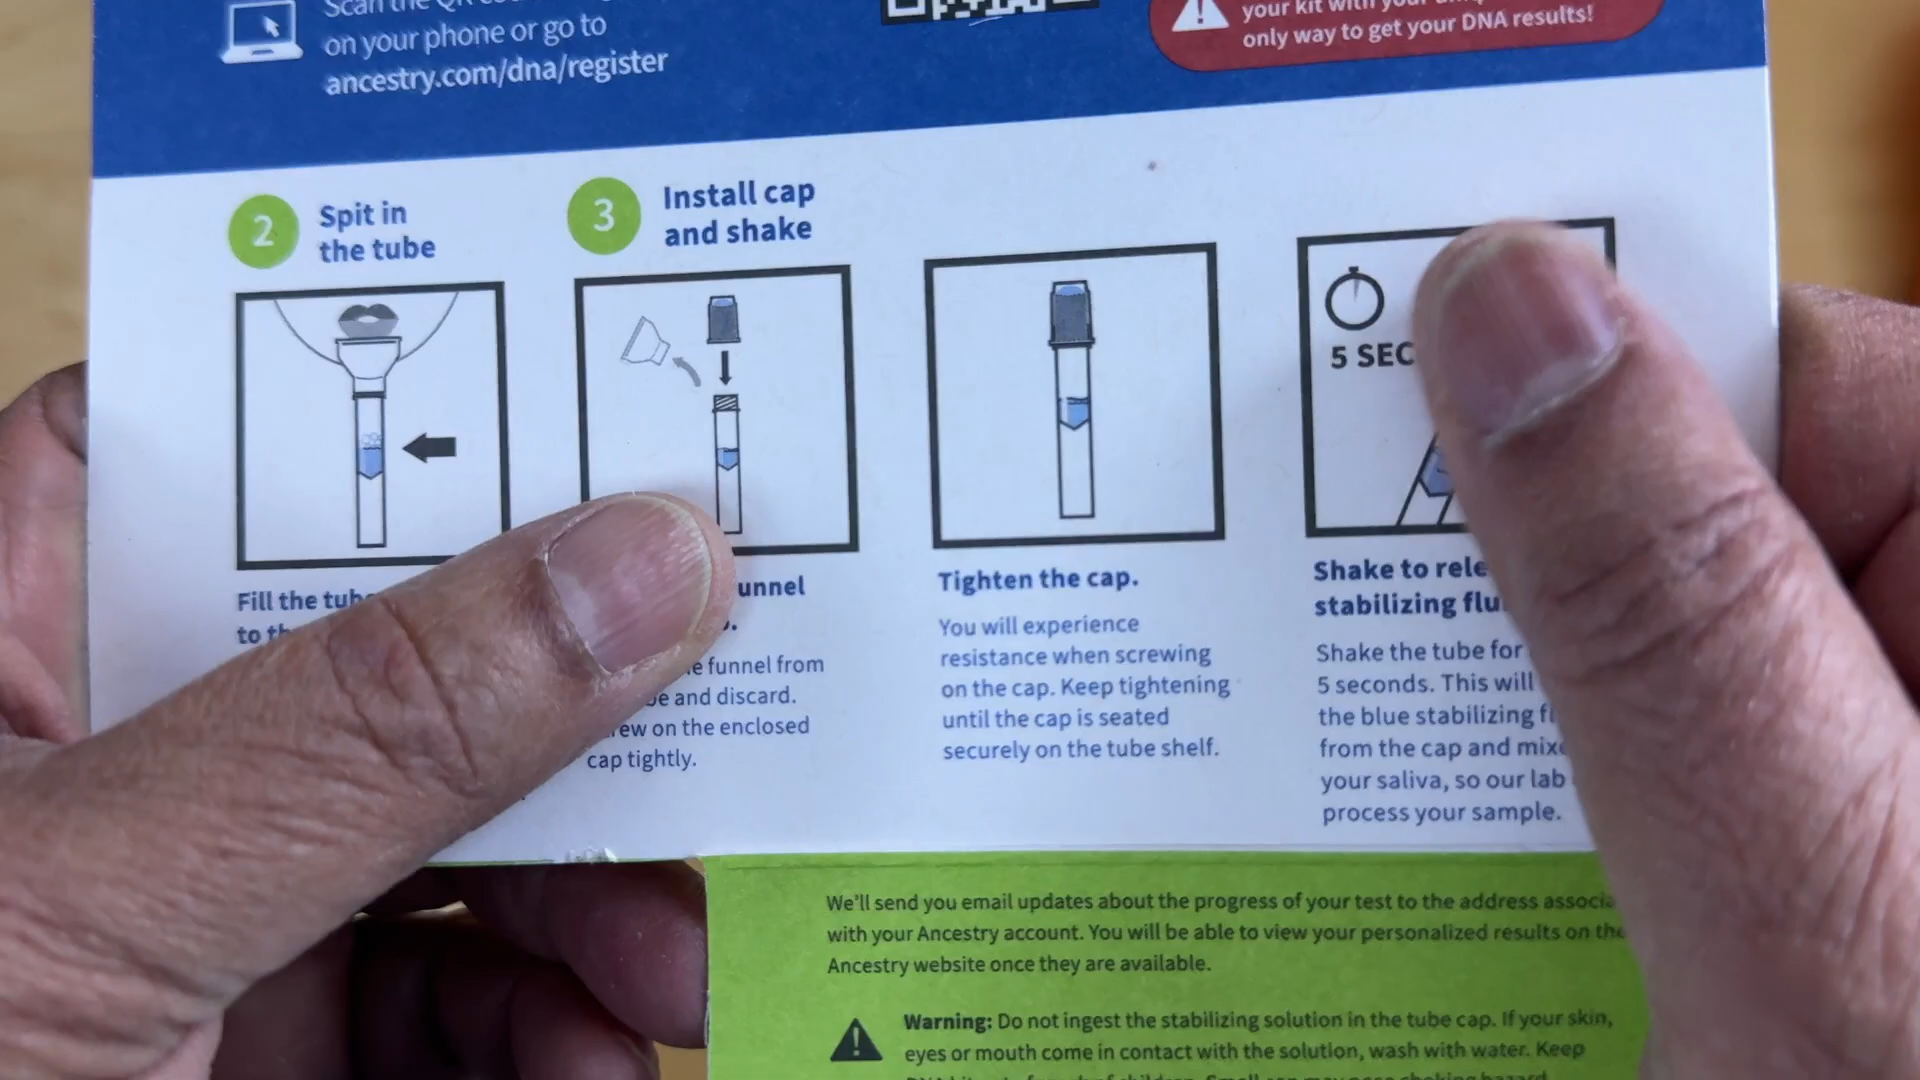 Scan the
on your phone or go to
ancestry.com/dna/register
your kit with your
only way to get your DNA results!
2
Spit in
the tube
Fill the tube
to
3
Install cap
and shake
funnel from
and discard.
on the enclosed
cap tightly.
Tighten the cap.
You will experience
resistance when screwing
on the cap. Keep tightening
until the cap is seated
securely on the tube shelf.
5 SEC
Shake to
stabilizing
Shake the tube for
5 seconds. This will
the blue stabilizing
from the cap and
your saliva, so our lab
process your sample.
We'll send you email updates about the progress of your test to the address
with your Ancestry account. You will be able to view your personalized results on the
Ancestry website once they are available.
Warning: Do not ingest the stabilizing solution in the tube cap. If your skin,
eyes or mouth come in contact with the solution, wash with water. Keep